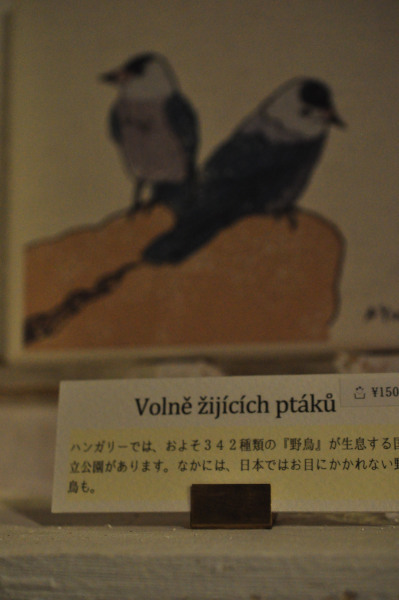 Volně žijících ptáků
¥150
ハンガリーでは、およそ３４２種類の『野鳥』が生息する国
立公園があります。なかには、日本ではお目にかかれない野
鳥も。